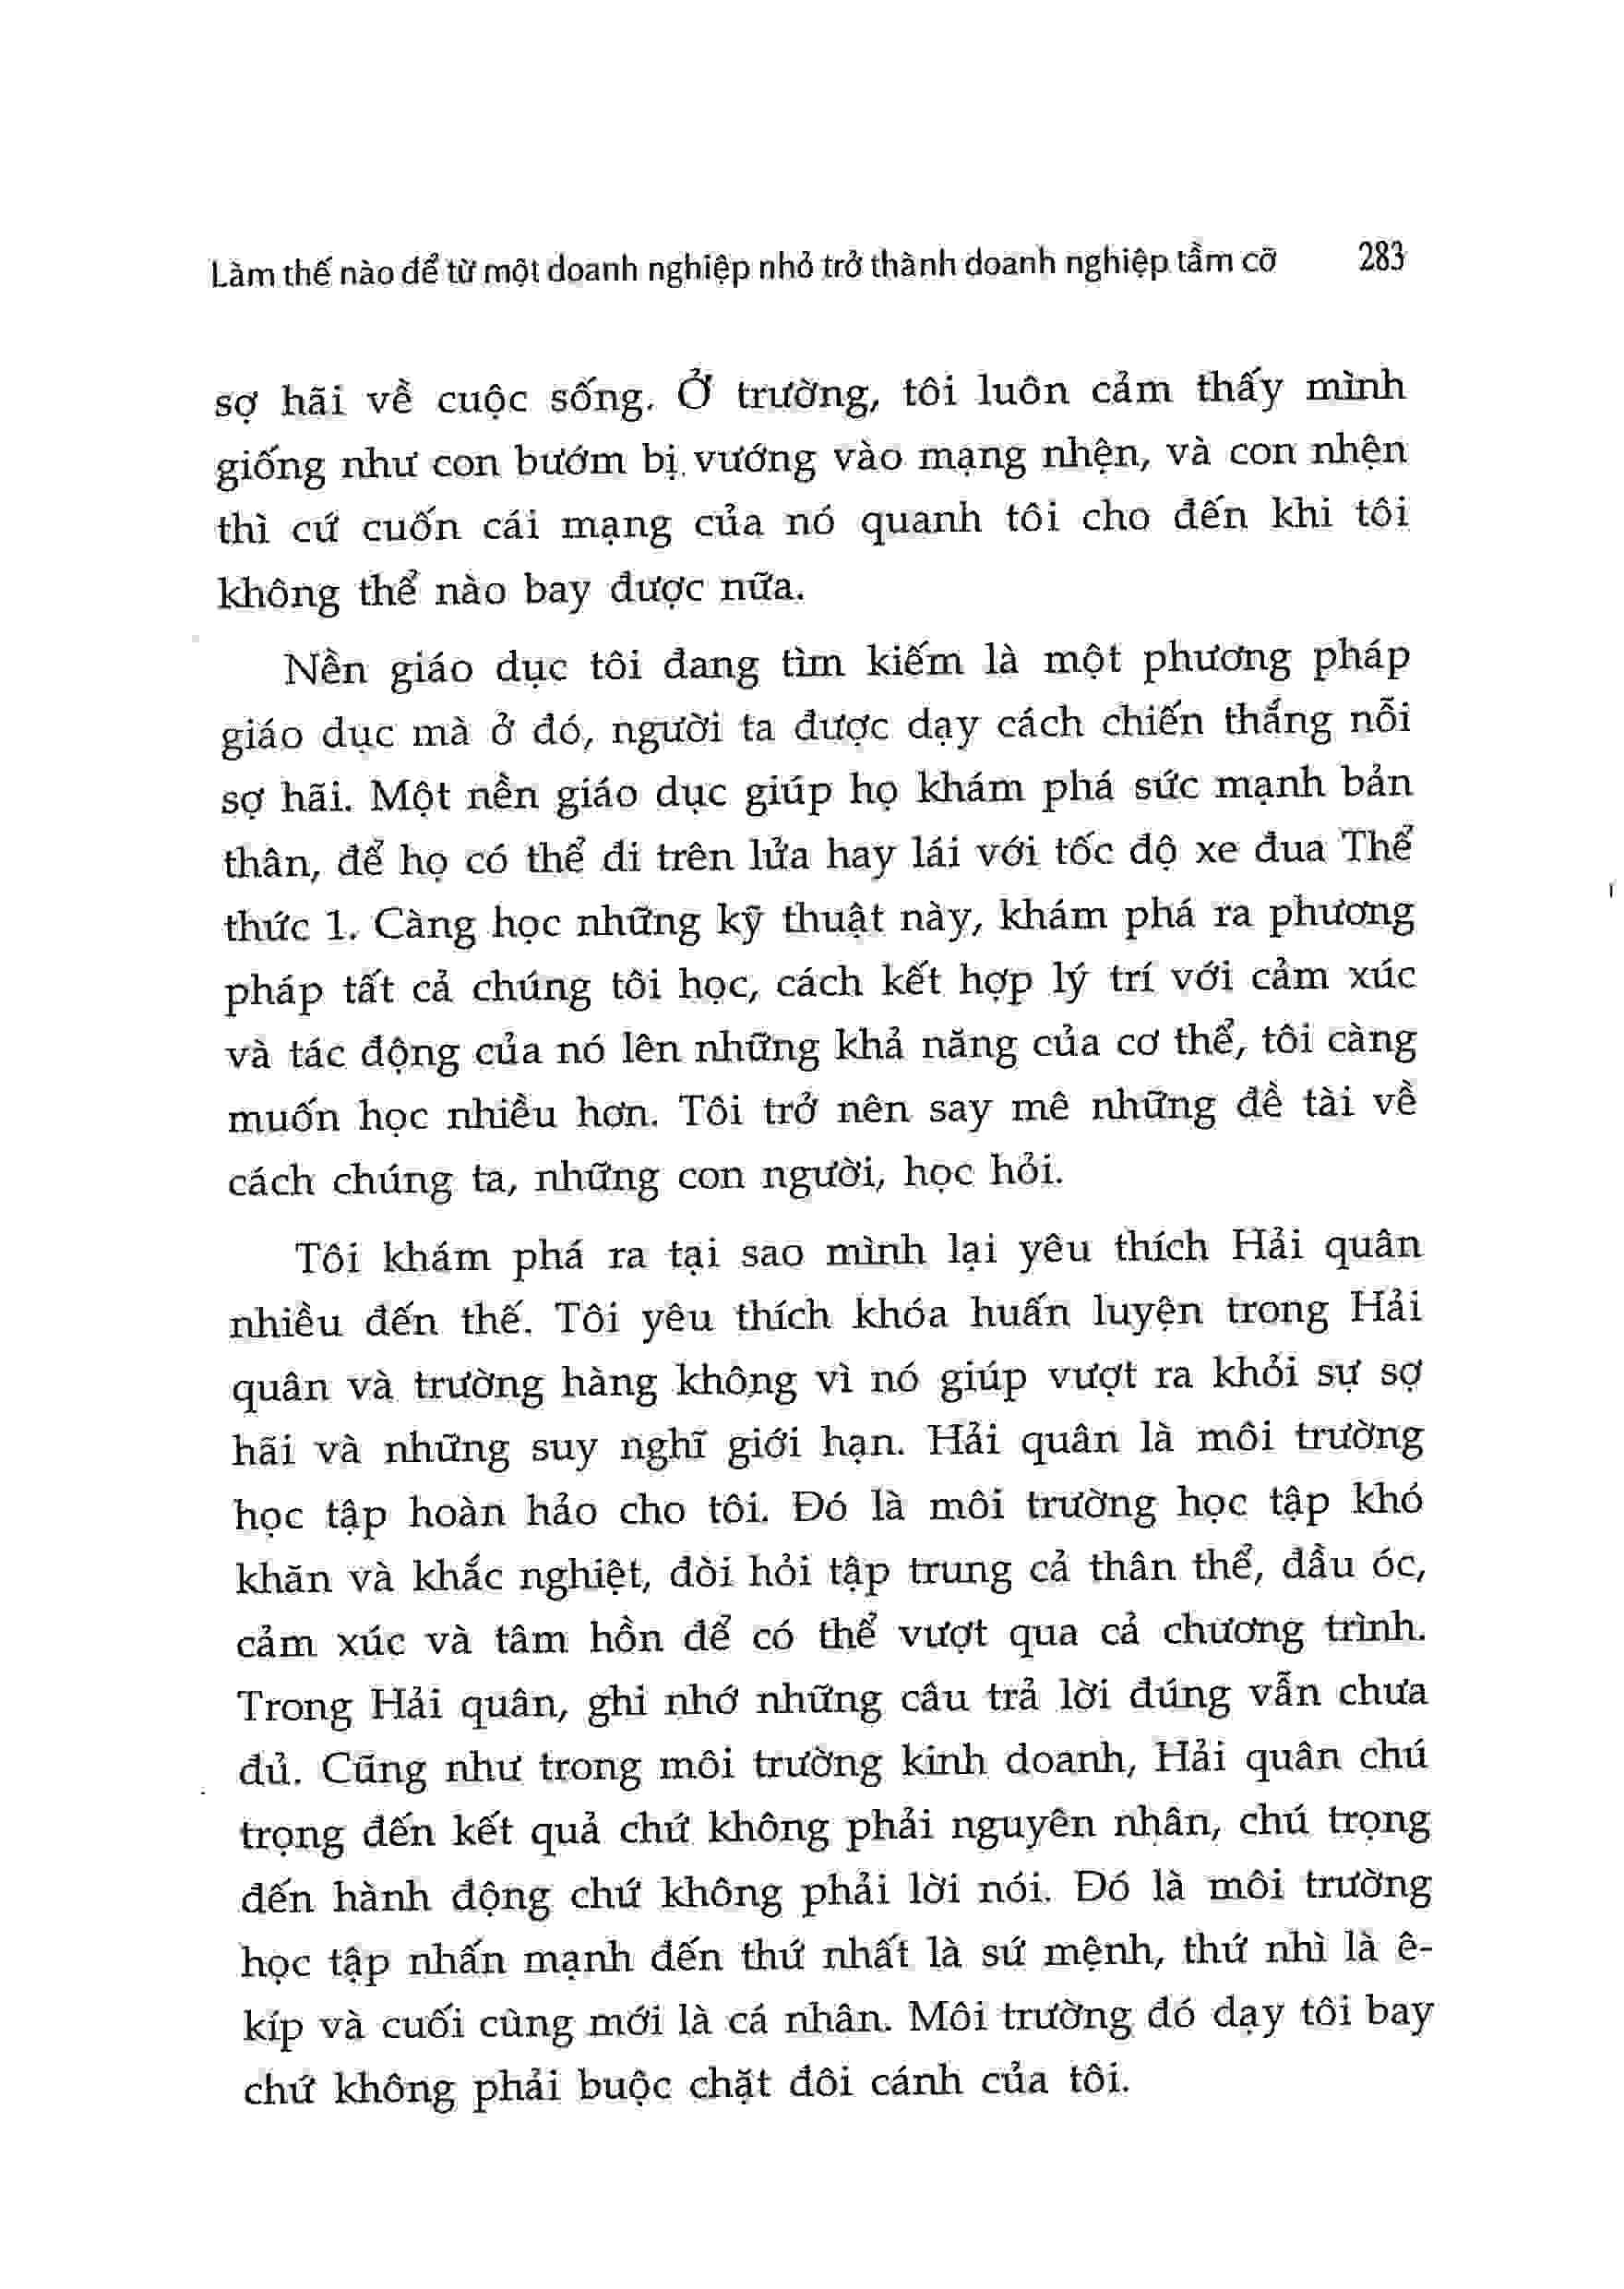 Làm thế nào để từ một doanh nghiệp nhỏ trở thành doanh nghiệp tầm cỡ 283
sợ hãi về cuộc sống. Ở trường, tôi luôn cảm thấy mình
giống như con bướm bị vướng vào mạng nhện, và con nhện
thì cứ cuốn cái mạng của nó quanh tôi cho đến khi tôi
không thể nào bay được nữa.
Nền giáo dục tôi đang tìm kiếm là một phương pháp
giáo dục mà ở đó, người ta được dạy cách chiến thắng nỗi
sợ hãi. Một nền giáo dục giúp họ khám phá sức mạnh bản
thân, để họ có thể đi trên lửa hay lái với tốc độ xe đua Thể
thức 1. Càng học những kỹ thuật này, khám phá ra phương
pháp tất cả chúng tôi học, cách kết hợp lý trí với cảm xúc
và tác động của nó lên những khả năng của cơ thể, tôi càng
muốn học nhiều hơn. Tôi trở nên say mê những đề tài về
cách chúng ta, những con người, học hỏi.
Tôi khám phá ra tại sao mình lại yêu thích Hải quân
nhiều đến thế. Tôi yêu thích khóa huấn luyện trong Hải
quân và trường hàng không vì nó giúp vượt ra khỏi sự sợ
hãi và những suy nghĩ giới hạn. Hải quân là môi trường
học tập hoàn hảo cho tôi. Đó là môi trường học tập khó
khăn và khắc nghiệt, đòi hỏi tập trung cả thân thể, đầu óc,
cảm xúc và tâm hồn để có thể vượt qua cả chương trình.
Trong Hải quân, ghi nhớ những câu trả lời đúng vẫn chưa
đủ. Cũng như trong môi trường kinh doanh, Hải quân chú
trọng đến kết quả chứ không phải nguyên nhân, chú trọng
đến hành động chứ không phải lời nói. Đó là môi trường
học tập nhấn mạnh đến thứ nhất là sứ mệnh, thứ nhì là ê-
kíp và cuối cùng mới là cá nhân. Môi trường đó dạy tôi bay
chứ không phải buộc chặt đôi cánh của tôi.